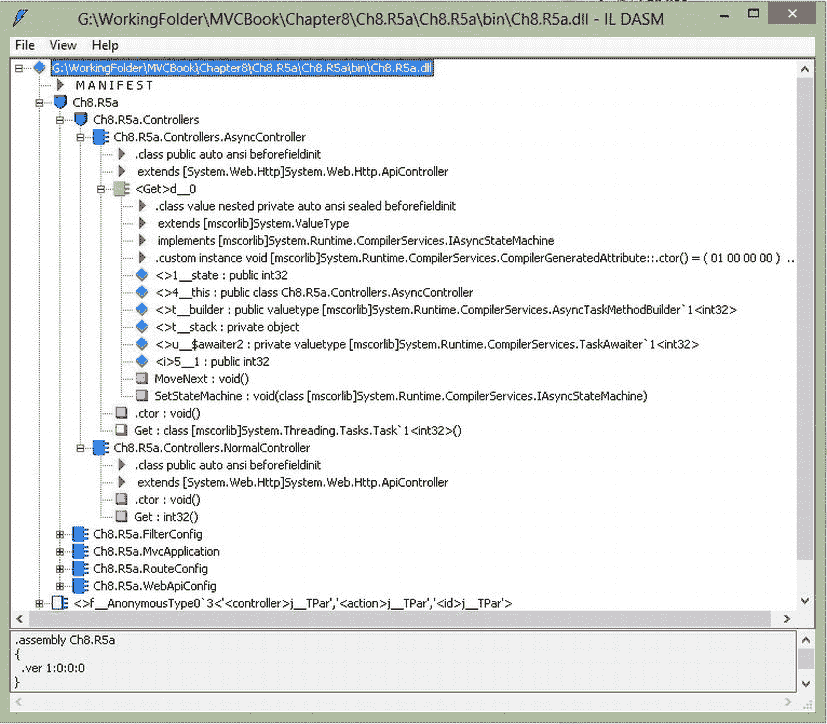 G:\WorkingFolder\MVCBook\Chapter8\Ch8.R5a\Ch8.R5a\bin\Ch8.R5a.dll - IL DASM
File View Help
G:\WorkingFolder\MVCBook\Chapter8\Ch8.R5a\Ch8.R5a\bin\Ch8.R5a.dll
MANIFEST
Ch8.R5a
Ch8.R5a.Controllers
Ch8.R5a.Controllers.AsyncController
.class public auto ansi beforefieldinit
extends [System.Web.Http]System.Web.Http.ApiController
<Get>d__0
.class value nested private auto ansi sealed beforefieldinit
extends [mscorlib]System.ValueType
implements [mscorlib]System.Runtime.CompilerServices.IAsyncStateMachine
.custom instance void [mscorlib]System.Runtime.CompilerServices.CompilerGeneratedAttribute::.ctor() = ( 01 00 00 00 ) ..
<>1__state : public int32
<>4__this : public class Ch8.R5a.Controllers.AsyncController
<>t__builder : public valuetype [mscorlib]System.Runtime.CompilerServices.AsyncTaskMethodBuilder`1<int32>
<>t__stack : private object
<>u__$awaiter2 : private valuetype [mscorlib]System.Runtime.CompilerServices.TaskAwaiter`1<int32>
<i>5__1 : public int32
MoveNext : void()
SetStateMachine : void(class [mscorlib]System.Runtime.CompilerServices.IAsyncStateMachine)
.ctor : void()
Get : class [mscorlib]System.Threading.Tasks.Task`1<int32>()
Ch8.R5a.Controllers.NormalController
.class public auto ansi beforefieldinit
extends [System.Web.Http]System.Web.Http.ApiController
.ctor : void()
Get : int32()
Ch8.R5a.FilterConfig
Ch8.R5a.MvcApplication
Ch8.R5a.RouteConfig
Ch8.R5a.WebApiConfig
<>f__AnonymousType0`3<'<controller>j__TPar','<action>j__TPar','<id>j__TPar'>
.assembly Ch8.R5a
{
.ver 1:0:0:0
}